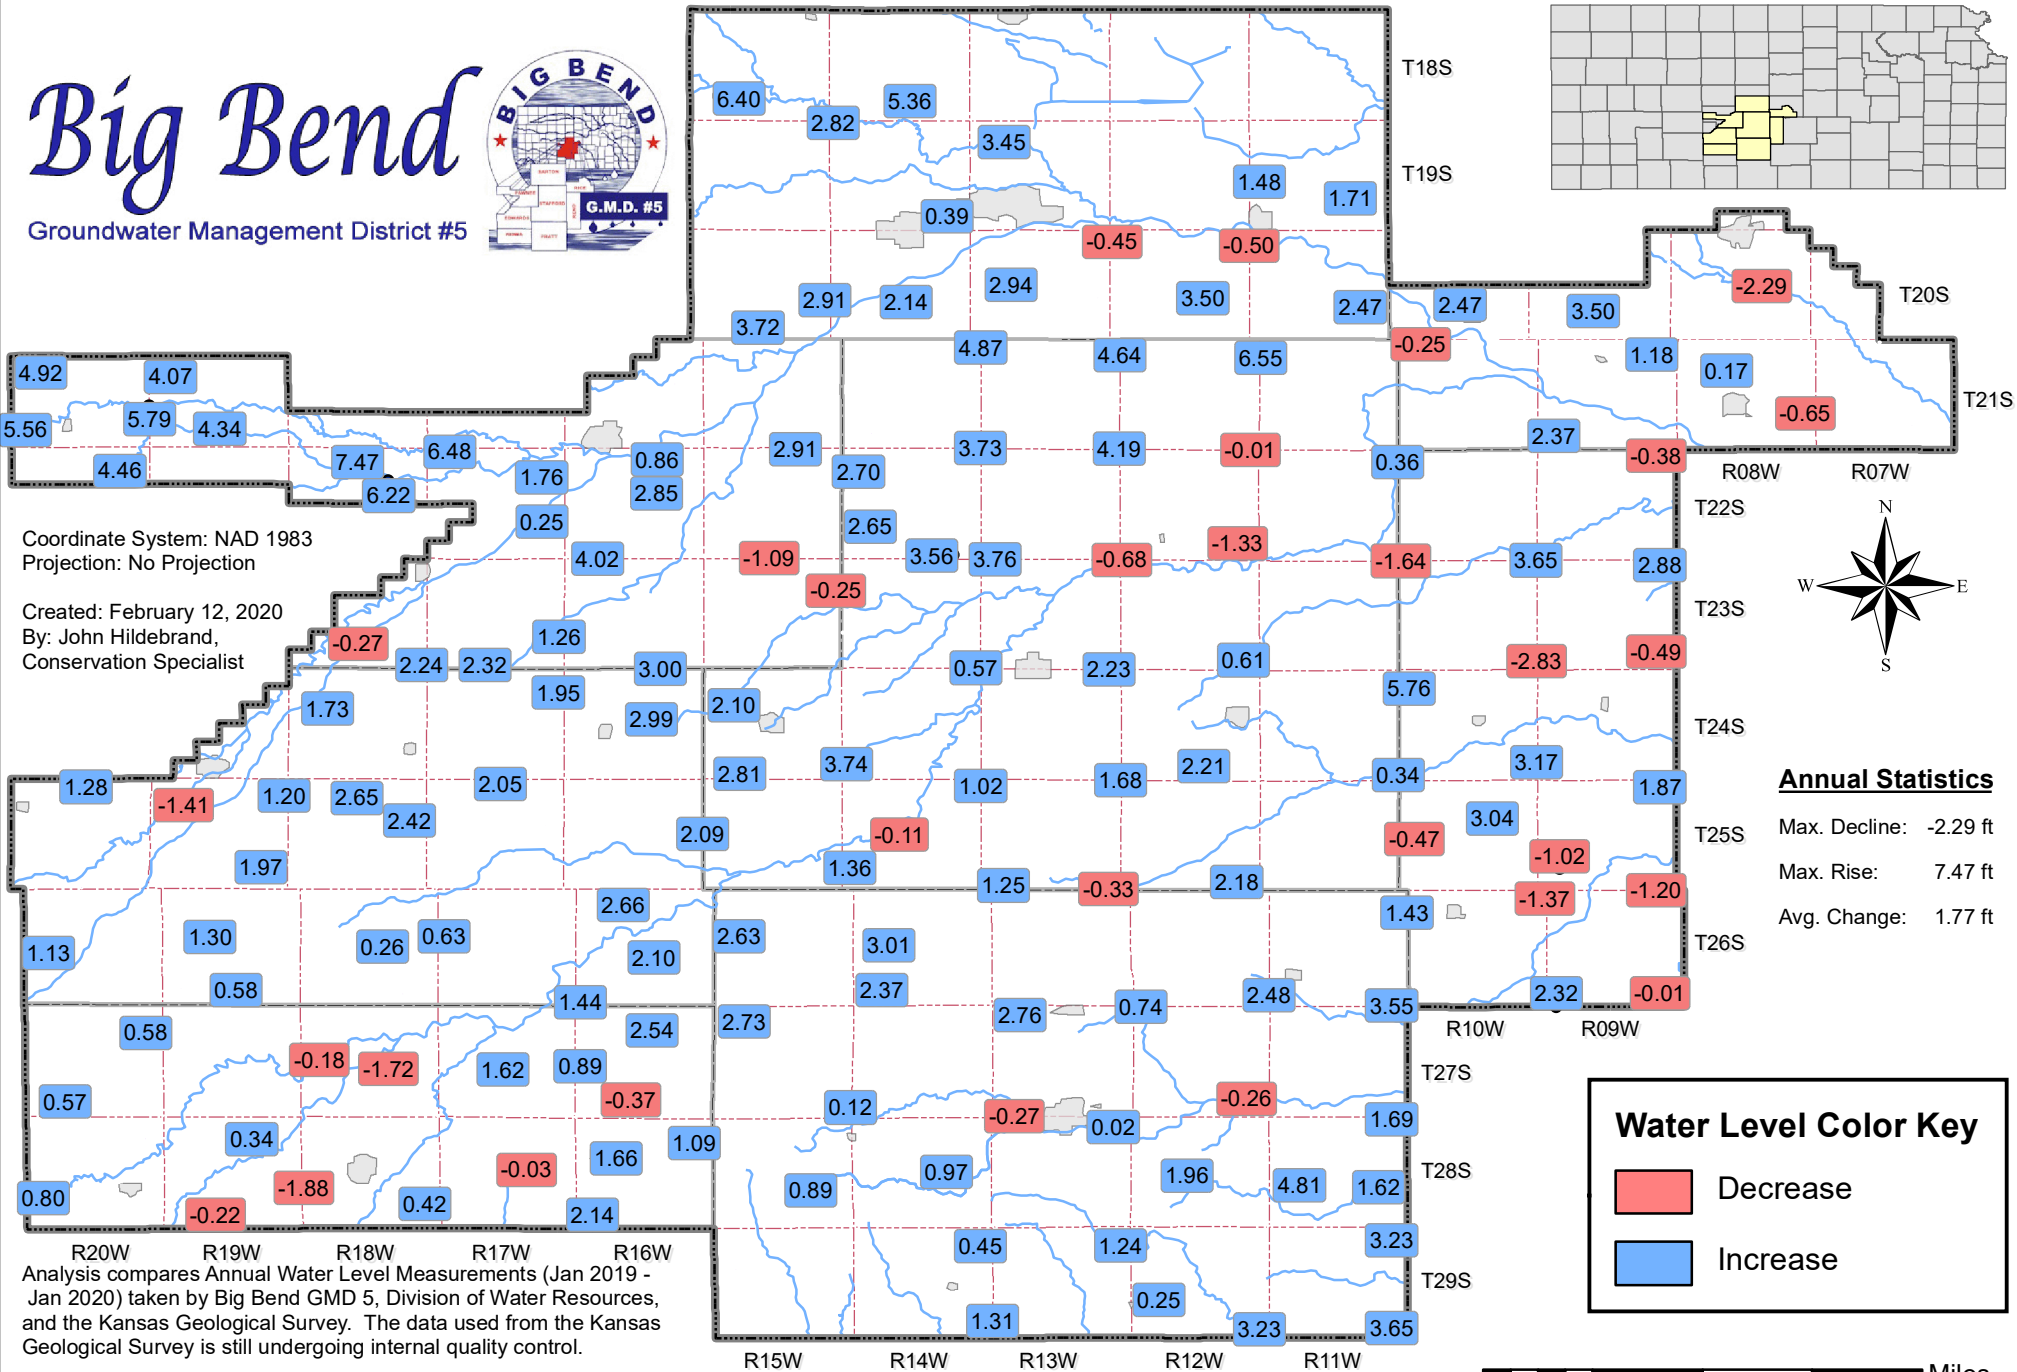 Big Bend
Groundwater Management District #5
BIG BEND
BARTON
PAWNEE
RICE
STAFFORD
RENO
EDWARDS
KIOWA
PRATT
G.M.D. #5
T18S
6.40
5.36
2.82
3.45
T19S
1.48
1.71
0.39
-0.45
-0.50
2.94
-2.29
T20S
2.91
2.14
3.50
2.47
2.47
3.50
3.72
4.87
4.64
6.55
-0.25
1.18
0.17
4.92
4.07
T21S
5.56
5.79
4.34
-0.65
2.37
6.48
0.86
2.91
3.73
4.19
-0.01
0.36
-0.38
4.46
7.47
1.76
2.70
R08W
R07W
6.22
2.85
T22S
N
0.25
2.65
Coordinate System: NAD 1983
Projection: No Projection
4.02
-1.09
3.56
3.76
-0.68
-1.33
-1.64
3.65
2.88
-0.25
W
E
T23S
S
Created: February 12, 2020
By: John Hildebrand,
Conservation Specialist
-0.27
1.26
2.24
2.32
3.00
0.57
2.23
0.61
-2.83
-0.49
1.95
5.76
1.73
2.99
2.10
T24S
2.81
3.74
1.02
1.68
2.21
0.34
3.17
1.87
1.28
-1.41
1.20
2.65
2.05
2.42
Annual Statistics
Max. Decline: -2.29 ft
Max. Rise: 7.47 ft
Avg. Change: 1.77 ft
3.04
2.09
-0.11
-0.47
T25S
-1.02
1.97
1.36
1.25
-0.33
2.18
-1.37
-1.20
2.66
1.43
1.13
1.30
0.26
0.63
2.63
3.01
T26S
2.10
0.58
2.37
2.48
2.32
-0.01
1.44
2.76
0.74
3.55
0.58
2.54
2.73
R10W
R09W
-0.18
-1.72
1.62
0.89
T27S
0.57
-0.37
0.12
-0.27
-0.26
0.02
1.69
0.34
1.09
Water Level Color Key
Decrease
Increase
1.66
-0.03
0.97
1.96
T28S
0.80
-1.88
0.89
4.81
1.62
-0.22
0.42
2.14
0.45
1.24
3.23
R20W
R19W
R18W
R17W
R16W
T29S
0.25
1.31
3.23
3.65
Analysis compares Annual Water Level Measurements (Jan 2019 -
Jan 2020) taken by Big Bend GMD 5, Division of Water Resources,
and the Kansas Geological Survey. The data used from the Kansas
Geological Survey is still undergoing internal quality control.
R15W
R14W
R13W
R12W
R11W
Miles